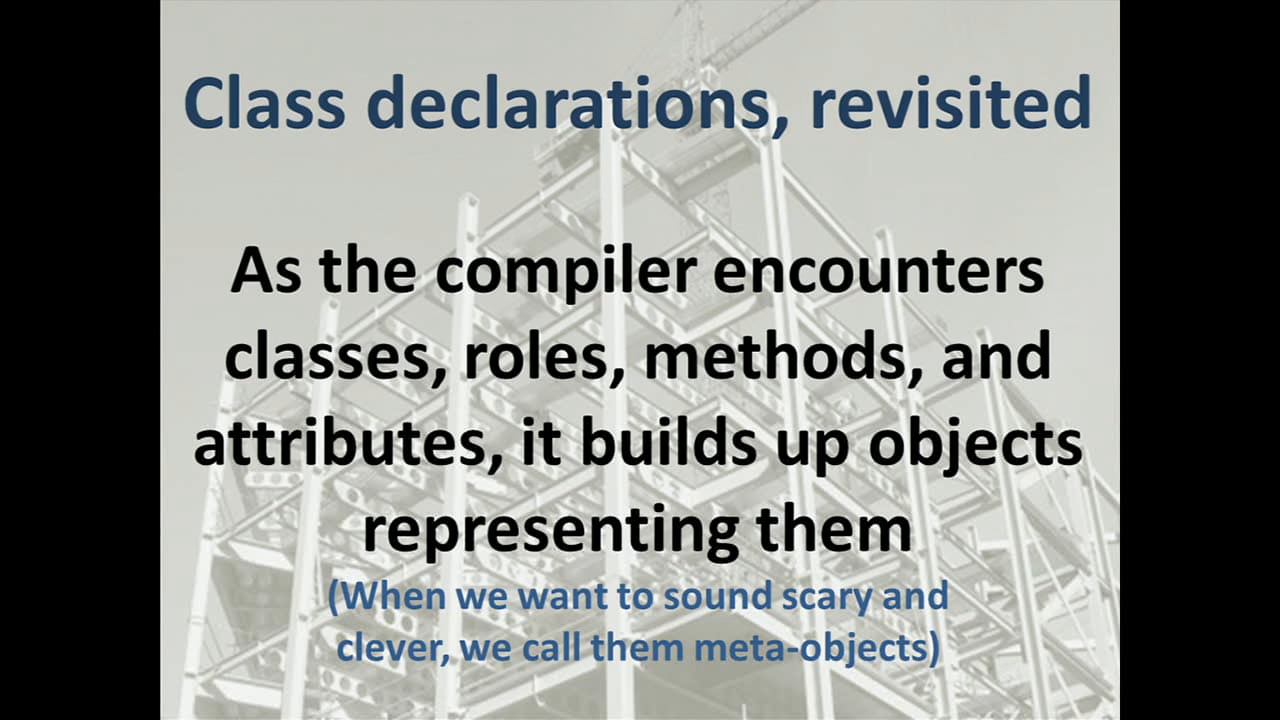 Class declarations, revisited
As the compiler encounters
classes, roles, methods, and
attributes, it builds up objects
representing them
(When we want to sound scary and
clever, we call them meta-objects)